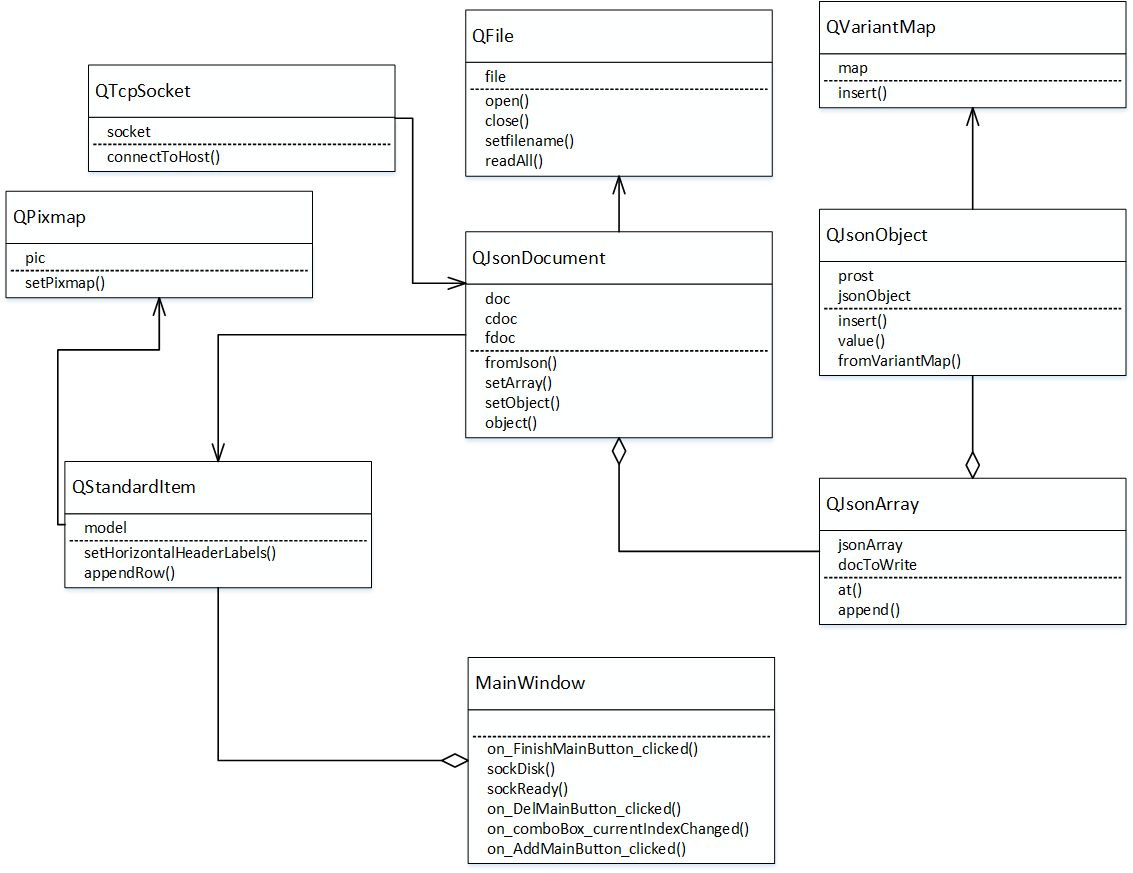 QFile
file
open()
close()
setfilename()
readAll()
QVariantMap
map
insert()
QTcpSocket
socket
connectToHost()
QPixmap
pic
setPixmap()
QJsonDocument
doc
cdoc
fdoc
fromJson()
setArray()
setObject()
object()
QJsonObject
prost
jsonObject
insert()
value()
fromVariantMap()
QStandardItem
model
setHorizontalHeaderLabels()
appendRow()
QJsonArray
jsonArray
docToWrite
at()
append()
MainWindow
on_FinishMainButton_clicked()
sockDisk()
sockReady()
on_DelMainButton_clicked()
on_comboBox_currentIndexChanged()
on_AddMainButton_clicked()